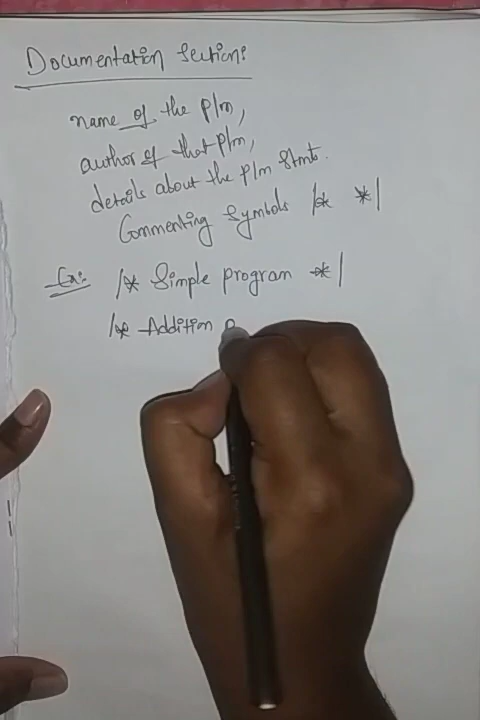 Documentation Section:
name of the P/m,
author of that P/m,
details about the P/m Stmts.
Commenting Symbols /* */
Ex: /* Simple program */
/* Addition